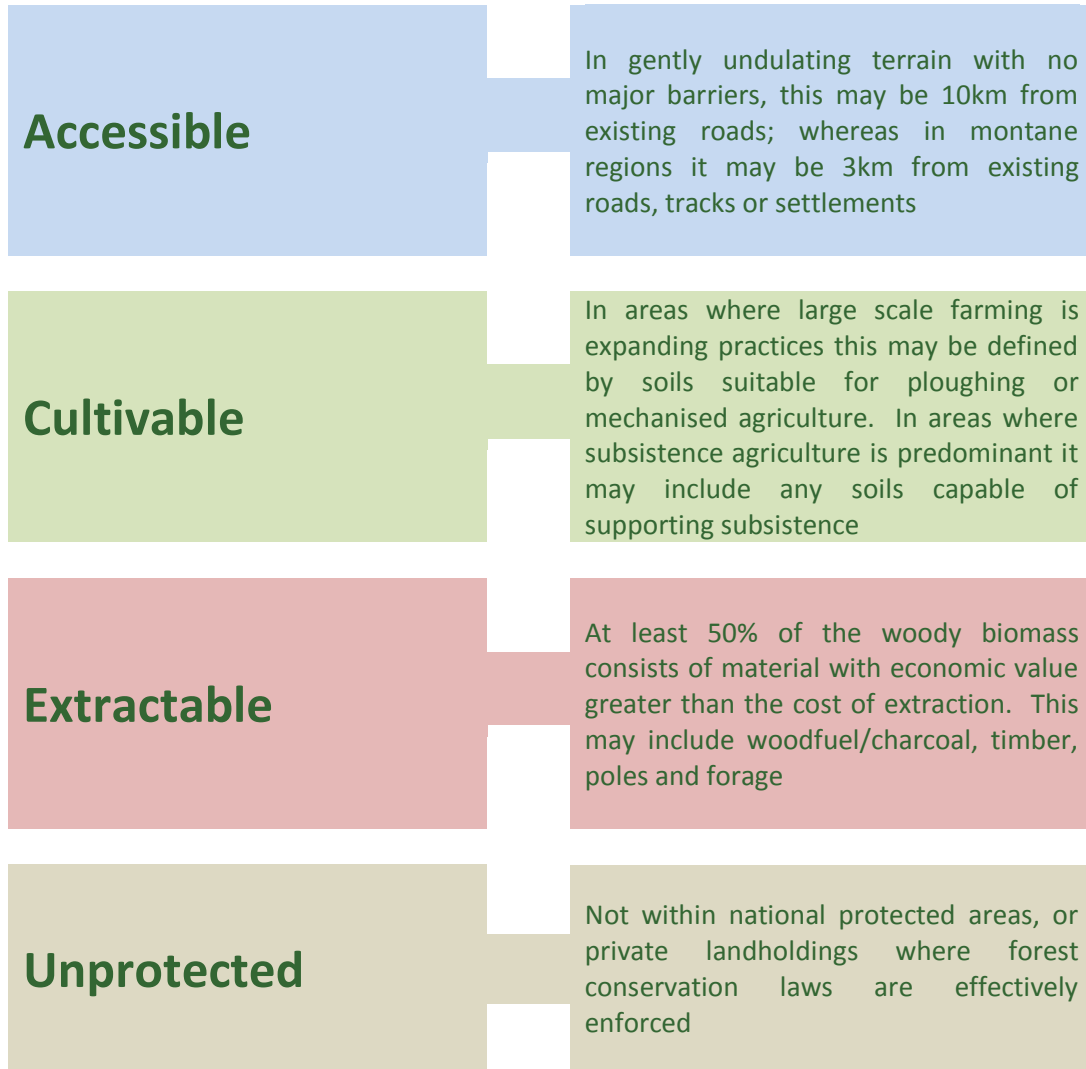 Accessible
In gently undulating terrain with no
major barriers, this may be 10km from
existing roads; whereas in montane
regions it may be 3km from existing
roads, tracks or settlements
Cultivable
In areas where large scale farming is
expanding practices this may be defined
by soils suitable for ploughing or
mechanised agriculture. In areas where
subsistence agriculture is predominant it
may include any soils capable of
supporting subsistence
Extractable
At least 50% of the woody biomass
consists of material with economic value
greater than the cost of extraction. This
may include woodfuel/charcoal, timber,
poles and forage
Unprotected
Not within national protected areas, or
private landholdings where forest
conservation laws are effectively
enforced